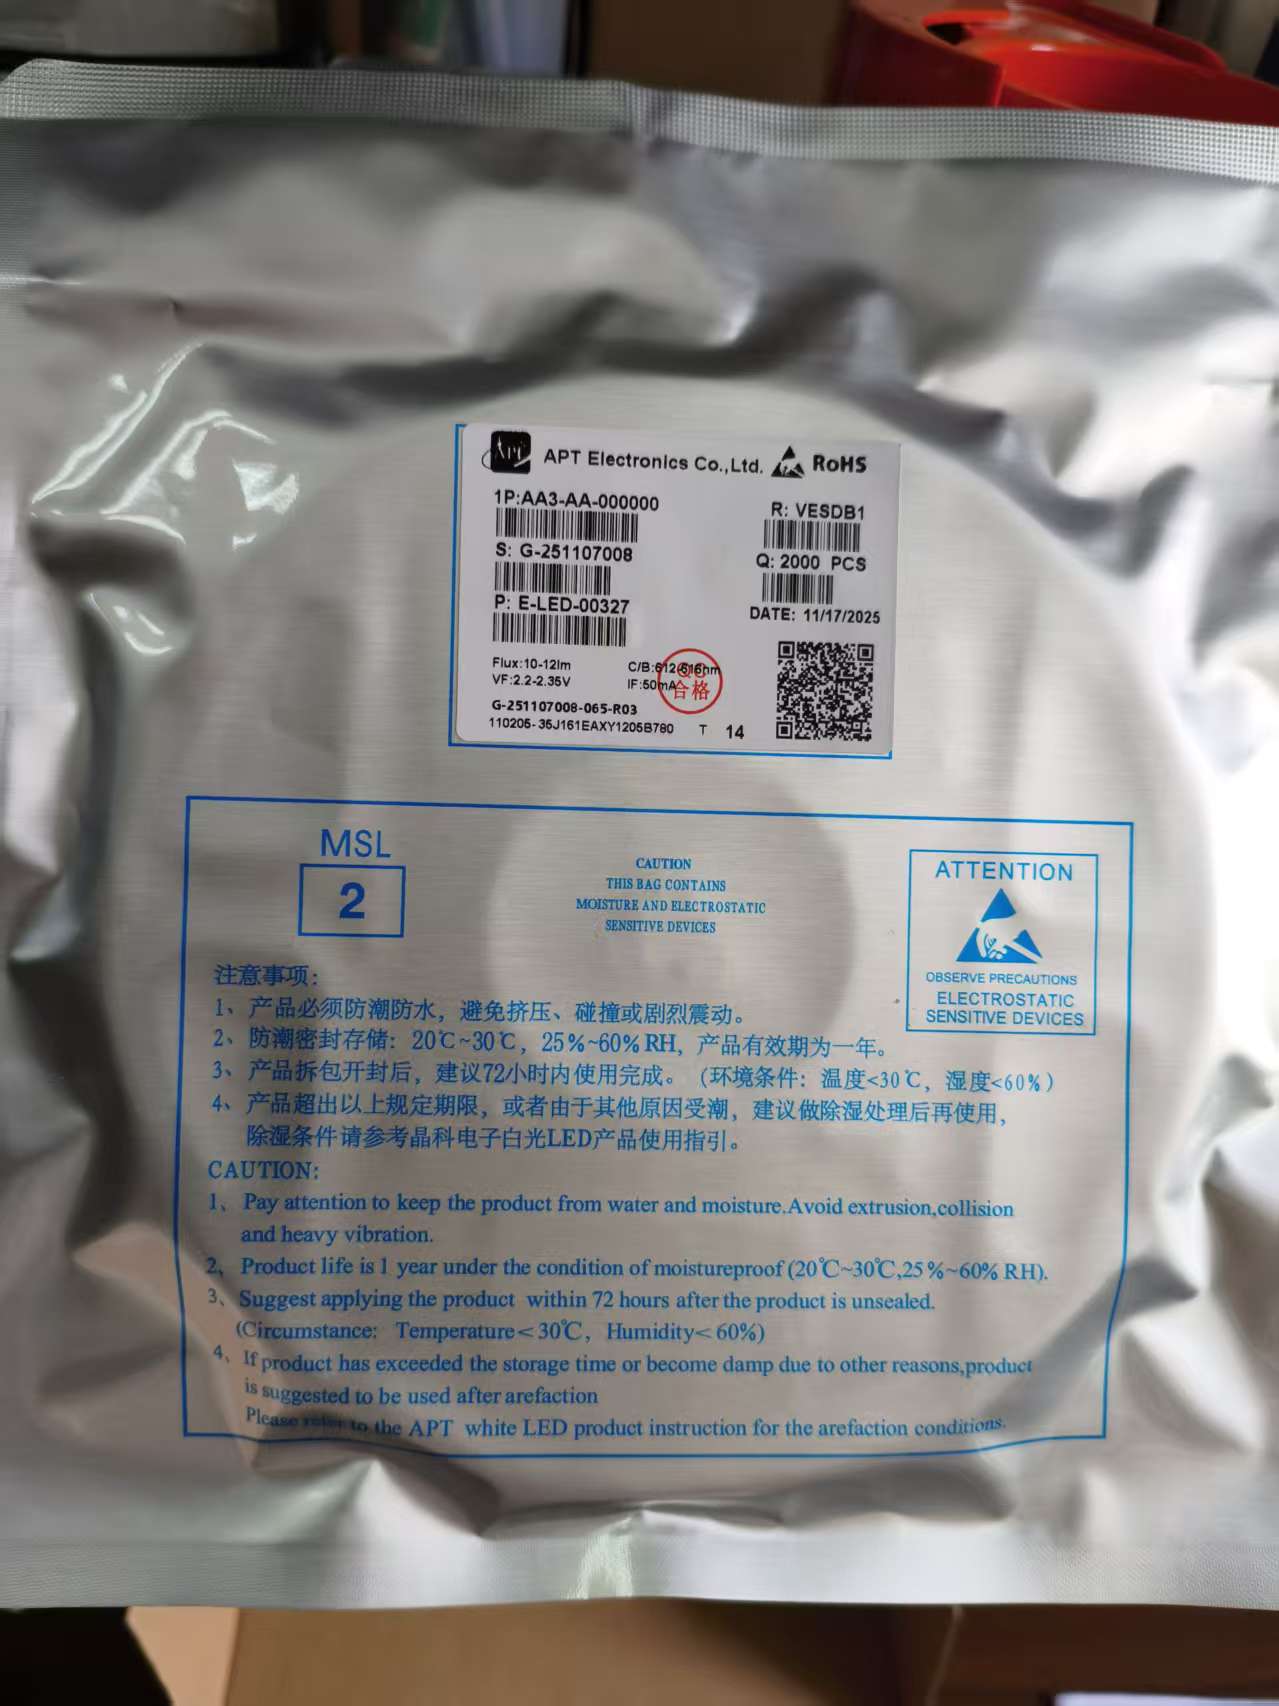 APT
APT Electronics Co.,Ltd. RoHS
1P:AA3-AA-000000
R: VESDB1
S: G-251107008
Q: 2000 PCS
P: E-LED-00327
DATE: 11/17/2025
Flux:10-12lm C/B:612-616nm
VF:2.2-2.35V IF:50mA
QC
合格
G-251107008-065-R03
110205-35J161EAXY1205B780 T 14
MSL
2
CAUTION
THIS BAG CONTAINS
MOISTURE AND ELECTROSTATIC
SENSITIVE DEVICES
ATTENTION
OBSERVE PRECAUTIONS
ELECTROSTATIC
SENSITIVE DEVICES
注意事项：
1、产品必须防潮防水，避免挤压、碰撞或剧烈震动。
2、防潮密封存储：20℃~30℃，25%~60%RH，产品有效期为一年。
3、产品拆包开封后，建议72小时内使用完成。（环境条件：温度<30℃，湿度<60%）
4、产品超出以上规定期限，或者由于其他原因受潮，建议做除湿处理后再使用，
除湿条件请参考晶科电子白光LED产品使用指引。
CAUTION:
1、Pay attention to keep the product from water and moisture.Avoid extrusion,collision
and heavy vibration.
2、Product life is 1 year under the condition of moistureproof (20℃~30℃,25%~60% RH).
3、Suggest applying the product within 72 hours after the product is unsealed.
(Circumstance: Temperature<30℃, Humidity<60%)
4、If product has exceeded the storage time or become damp due to other reasons,product
is suggested to be used after arefaction
Please refer to the APT white LED product instruction for the arefaction conditions.